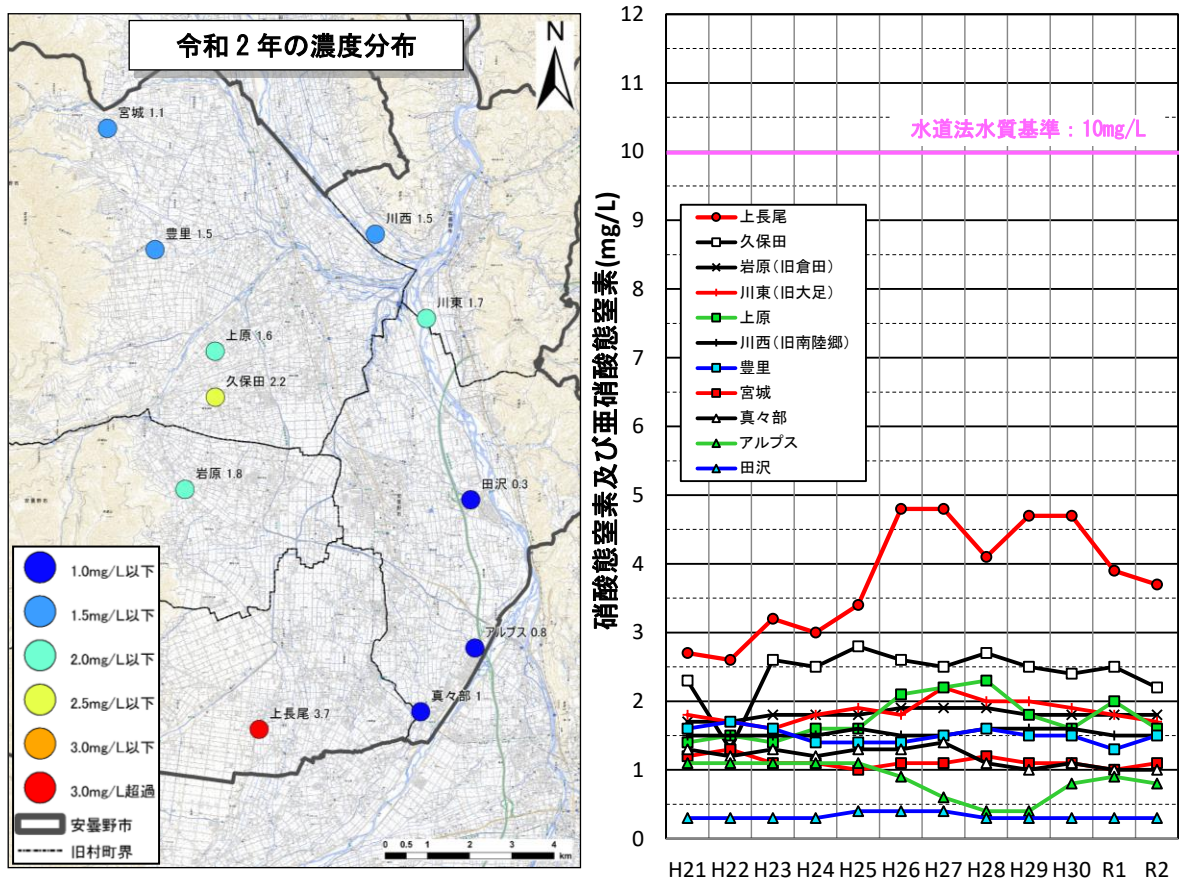 令和２年の濃度分布
N
宮城 1.1
川西 1.5
豊里 1.5
川東 1.7
上原 1.6
久保田 2.2
岩原 1.8
田沢 0.3
アルプス 0.8
真々部 1
上長尾 3.7
1.0mg/L以下
1.5mg/L以下
2.0mg/L以下
2.5mg/L以下
3.0mg/L以下
3.0mg/L超過
安曇野市
旧村町界
0 0.5 1 2 3 4
km
硝酸態窒素及び亜硝酸態窒素(mg/L)
12
11
10
9
8
7
6
5
4
3
2
1
0
水道法水質基準：10mg/L
上長尾
久保田
岩原(旧倉田)
川東(旧大足)
上原
川西(旧南陸郷)
豊里
宮城
真々部
アルプス
田沢
H21 H22 H23 H24 H25 H26 H27 H28 H29 H30 R1 R2